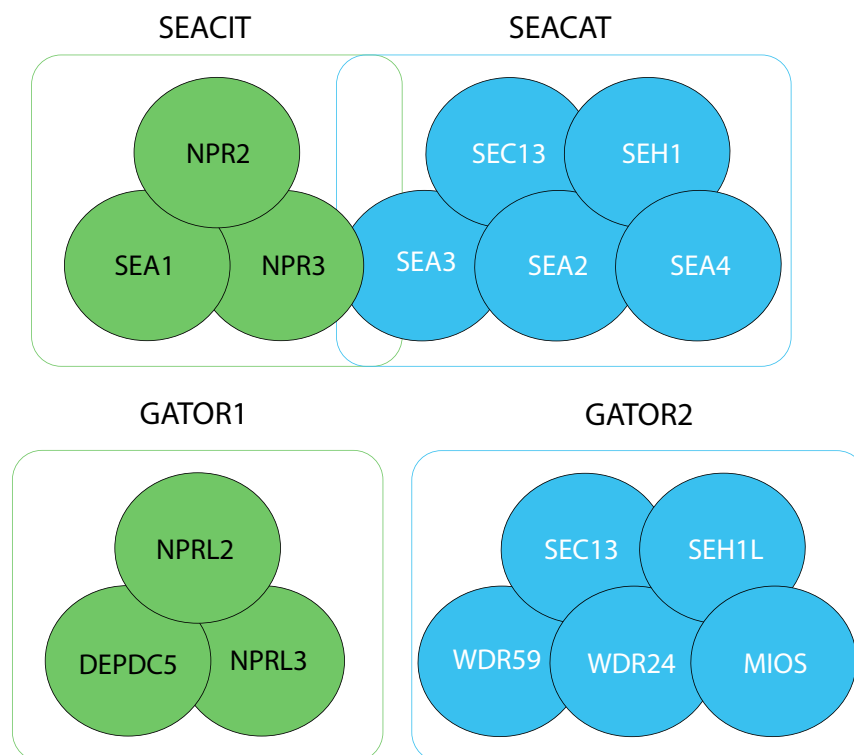 SEACIT SEACAT
NPR2 SEC13 SEH1
SEA1 NPR3 SEA3 SEA2 SEA4
GATOR1 GATOR2
NPRL2 SEC13 SEH1L
DEPDC5 NPRL3 WDR59 WDR24 MIOS